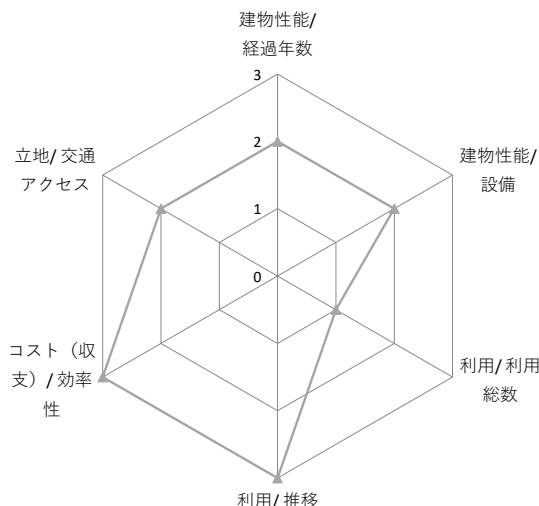 建物性能/
経過年数
3
2
1
0
建物性能/
設備
利用/ 利用
総数
利用/ 推移
コスト（収
支）/ 効率
性
立地/ 交通
アクセス